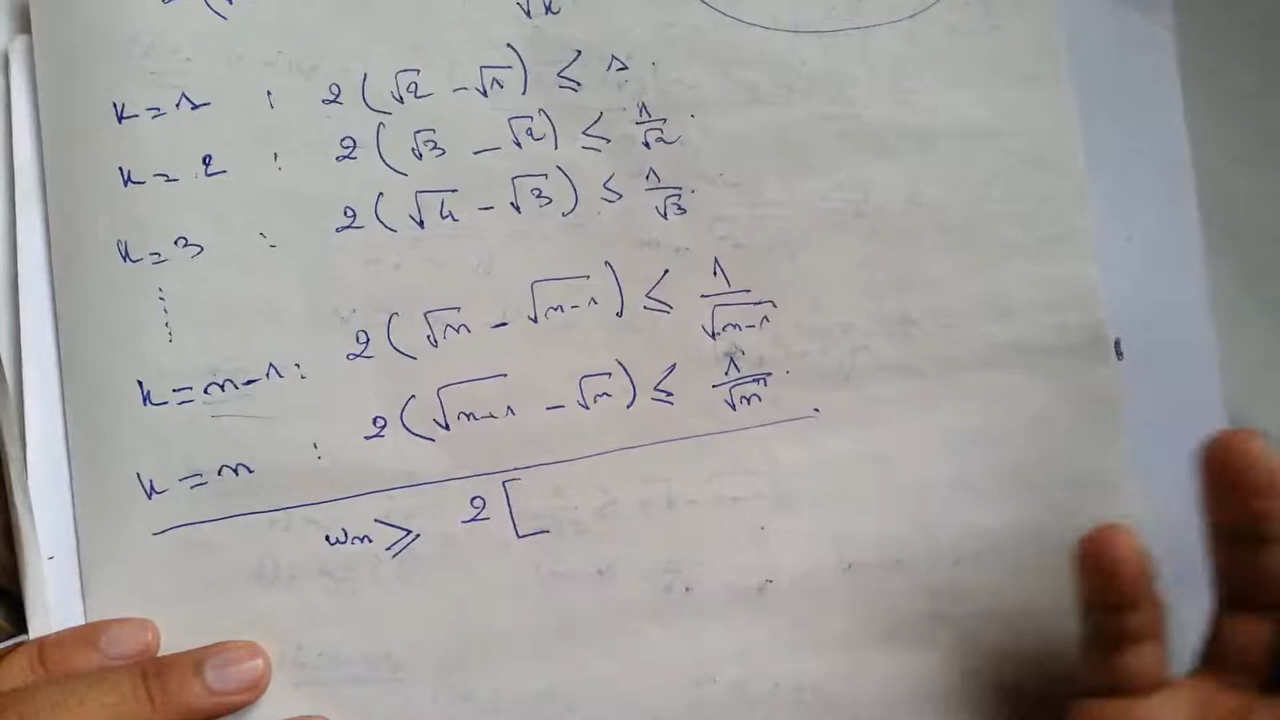 √k
k=1 : 2(√2 -√1) ≤ 1.
k=2 : 2(√3 -√2) ≤ 1/√2.
k=3 : 2(√4 -√3) ≤ 1/√3.
⋮
k=n-1: 2(√n - √n-1) ≤ 1/√n-1
k=n : 2(√n+1 - √n) ≤ 1/√n.
wn ≥ 2[